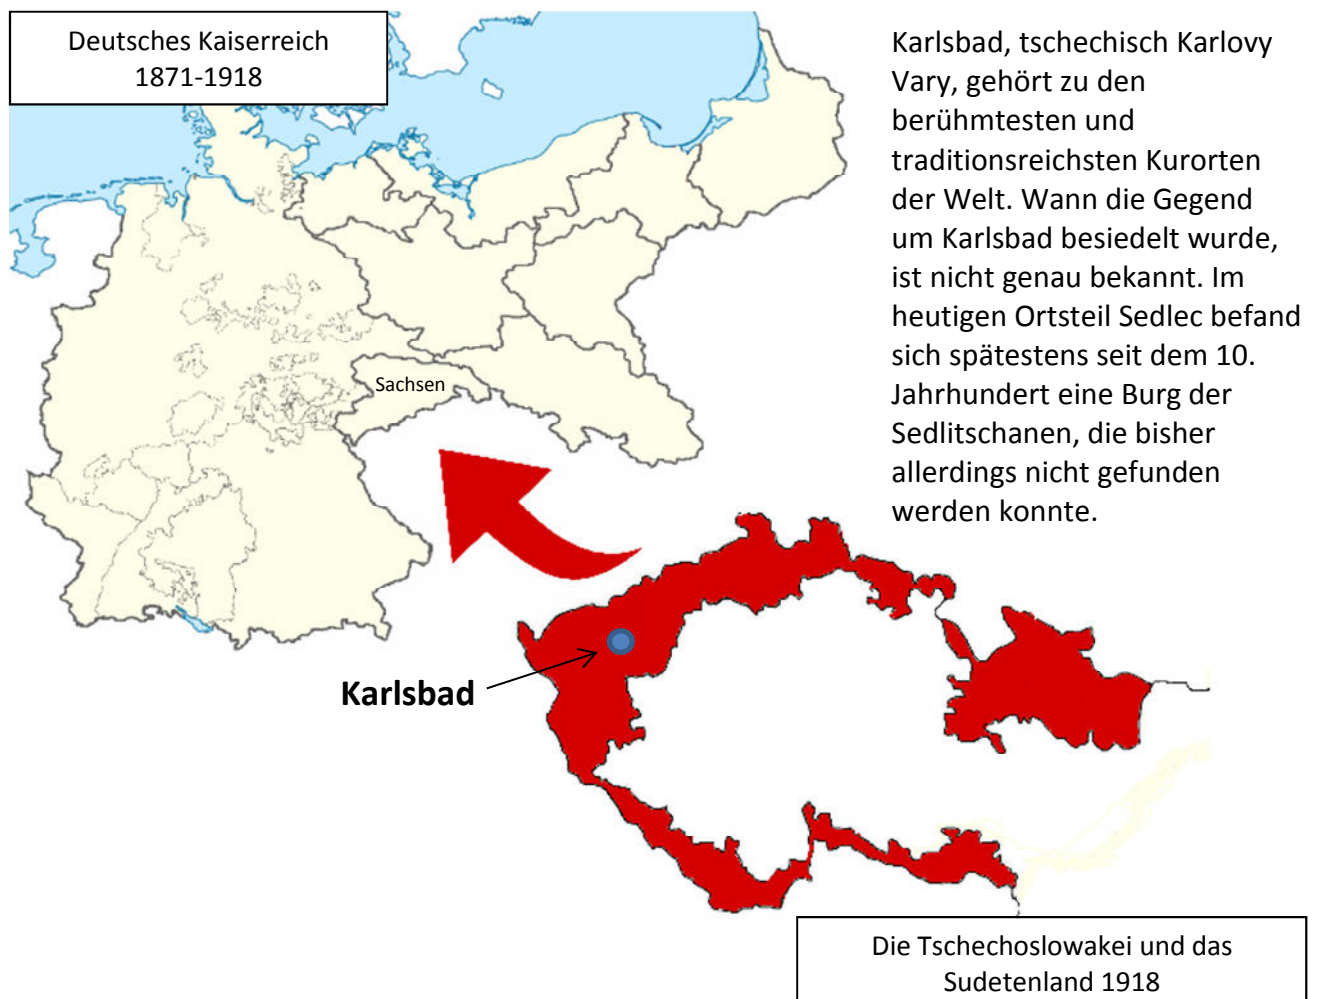 Deutsches Kaiserreich
1871-1918
Karlsbad, tschechisch Karlovy
Vary, gehört zu den
berühmtesten und
traditionsreichsten Kurorten
der Welt. Wann die Gegend
um Karlsbad besiedelt wurde,
ist nicht genau bekannt. Im
heutigen Ortsteil Sedlec befand
sich spätestens seit dem 10.
Jahrhundert eine Burg der
Sedlitschanen, die bisher
allerdings nicht gefunden
werden konnte.
Sachsen
Karlsbad
Die Tschechoslowakei und das
Sudetenland 1918